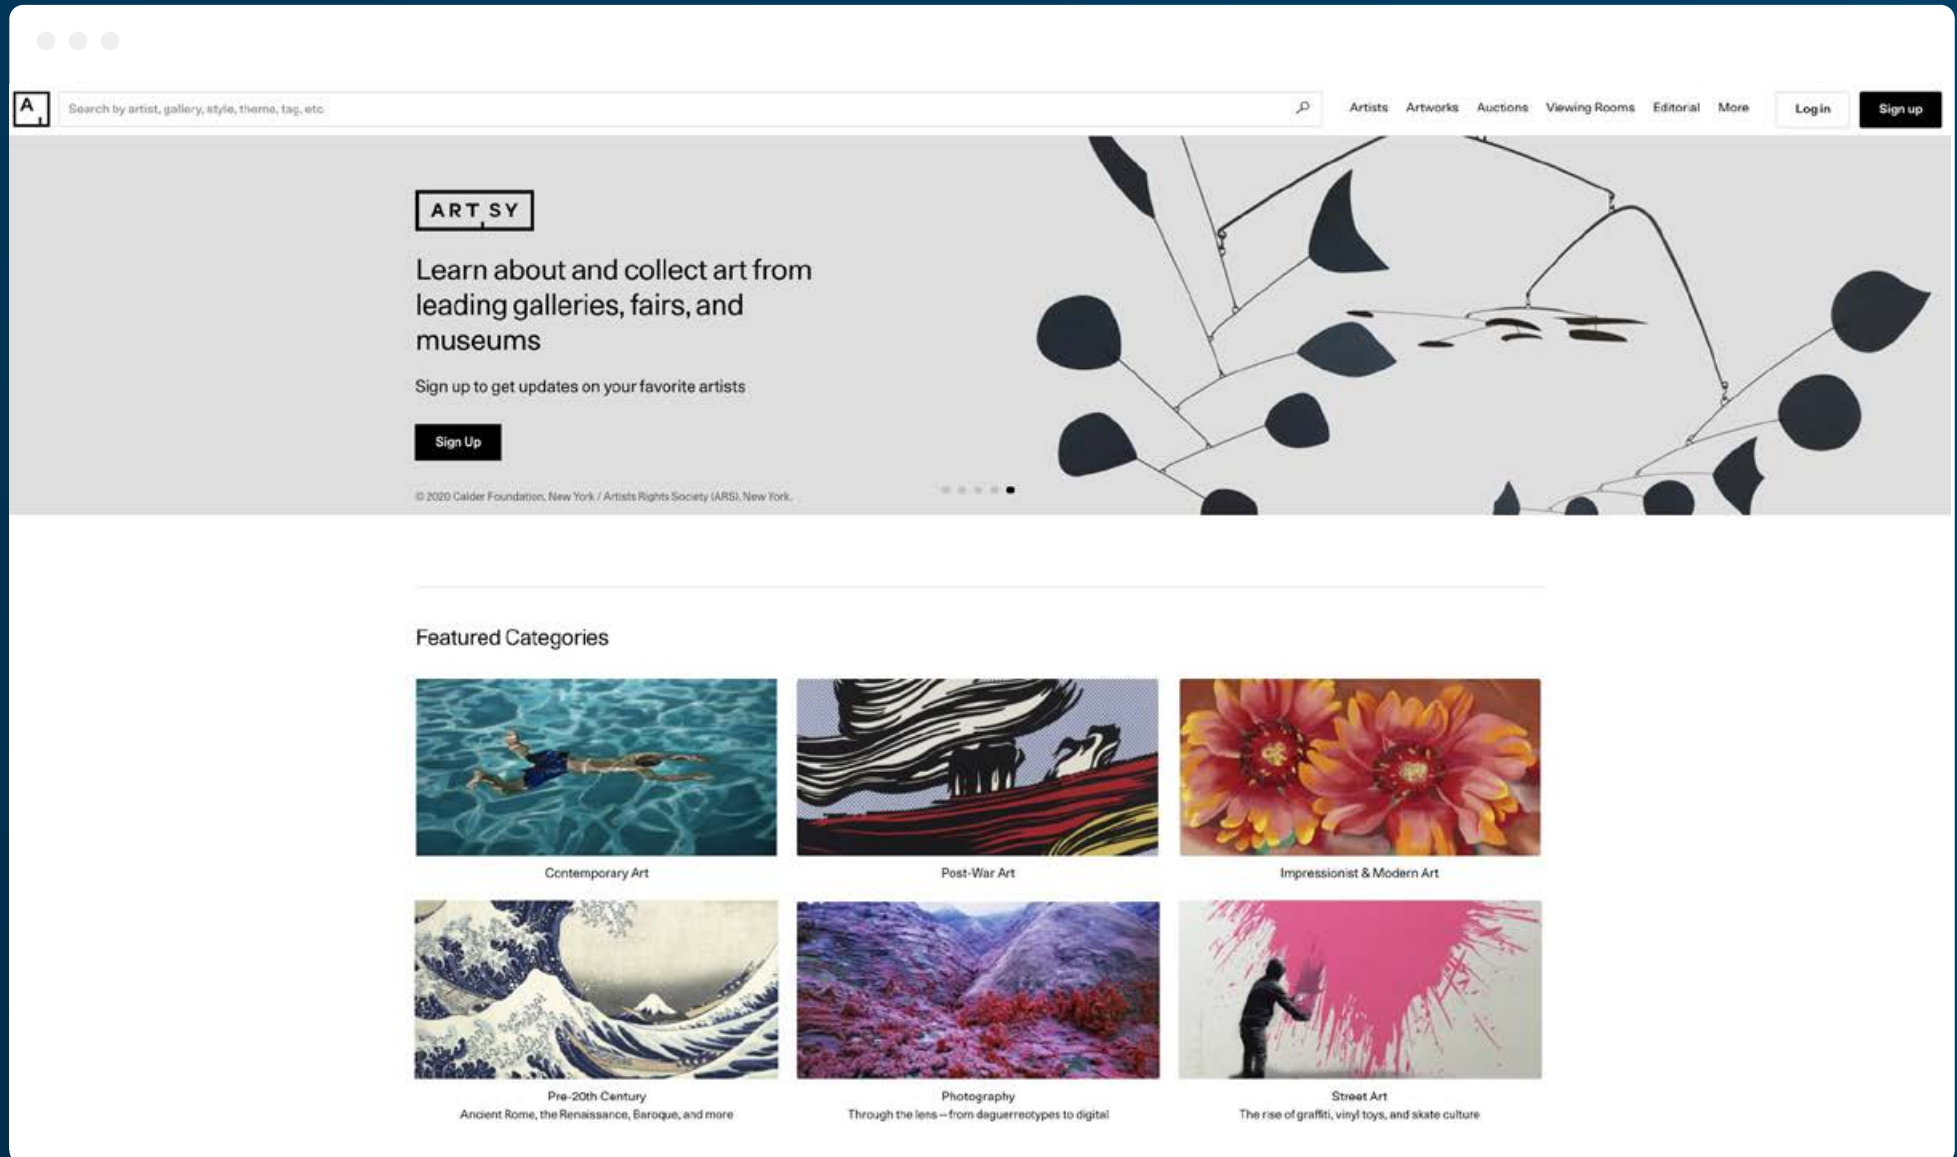 A,
Search by artist, gallery, style, theme, tag, etc.
Artists Artworks Auctions Viewing Rooms Editorial More Log in Sign up
ART,SY
Learn about and collect art from
leading galleries, fairs, and
museums
Sign up to get updates on your favorite artists
Sign Up
© 2020 Calder Foundation, New York / Artists Rights Society (ARS), New York.
Featured Categories
Contemporary Art
Post-War Art
Impressionist & Modern Art
Pre-20th Century
Ancient Rome, the Renaissance, Baroque, and more
Photography
Through the lens—from daguerreotypes to digital
Street Art
The rise of graffiti, vinyl toys, and skate culture